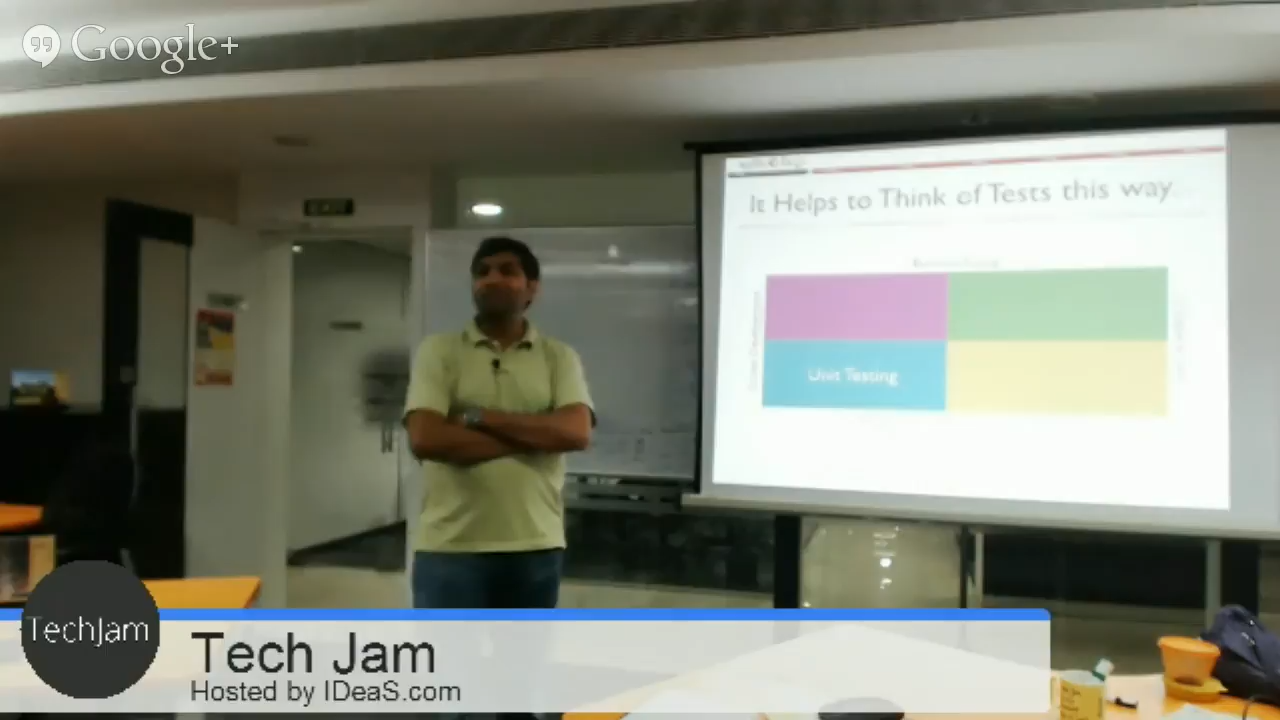 Google+
EXIT
It Helps to Think of Tests this way
Unit Testing
TechJam
Tech Jam
Hosted by IDeaS.com